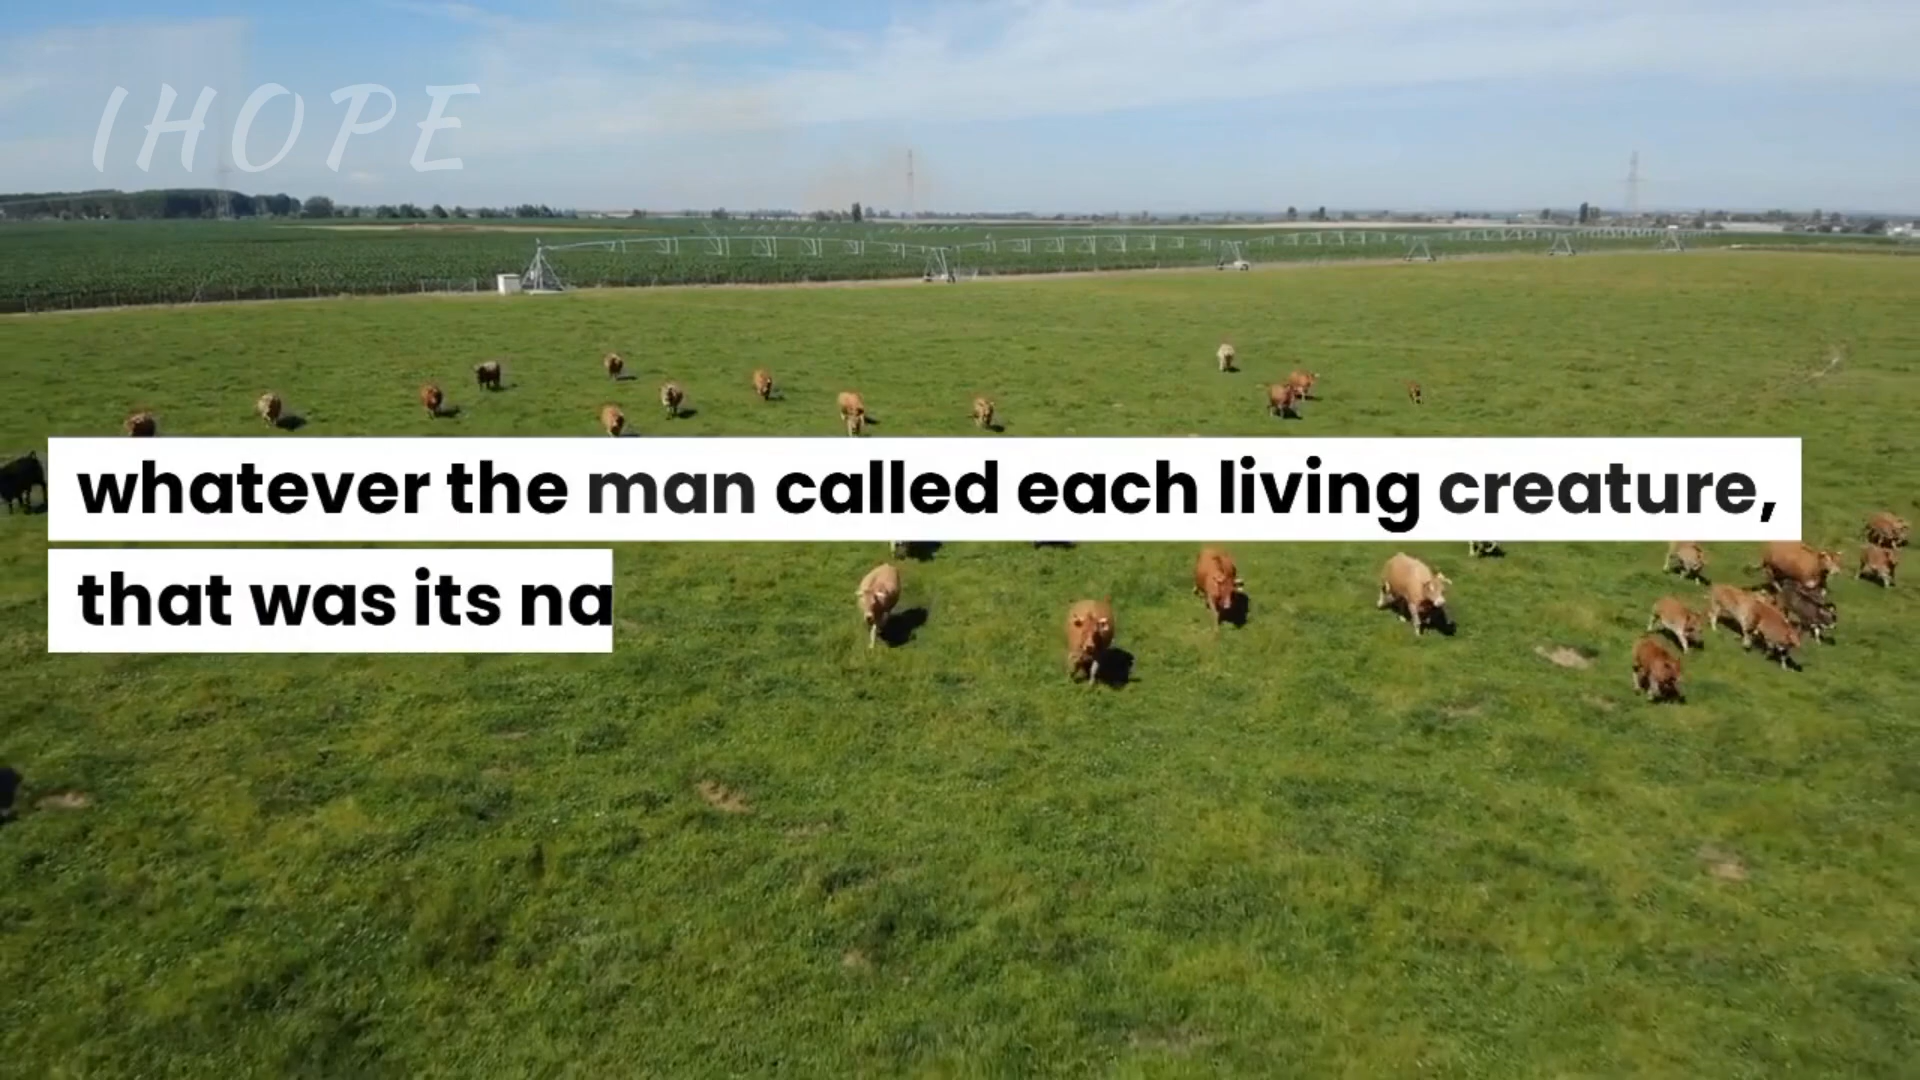 IHOPE
whatever the man called each living creature,
that was its na